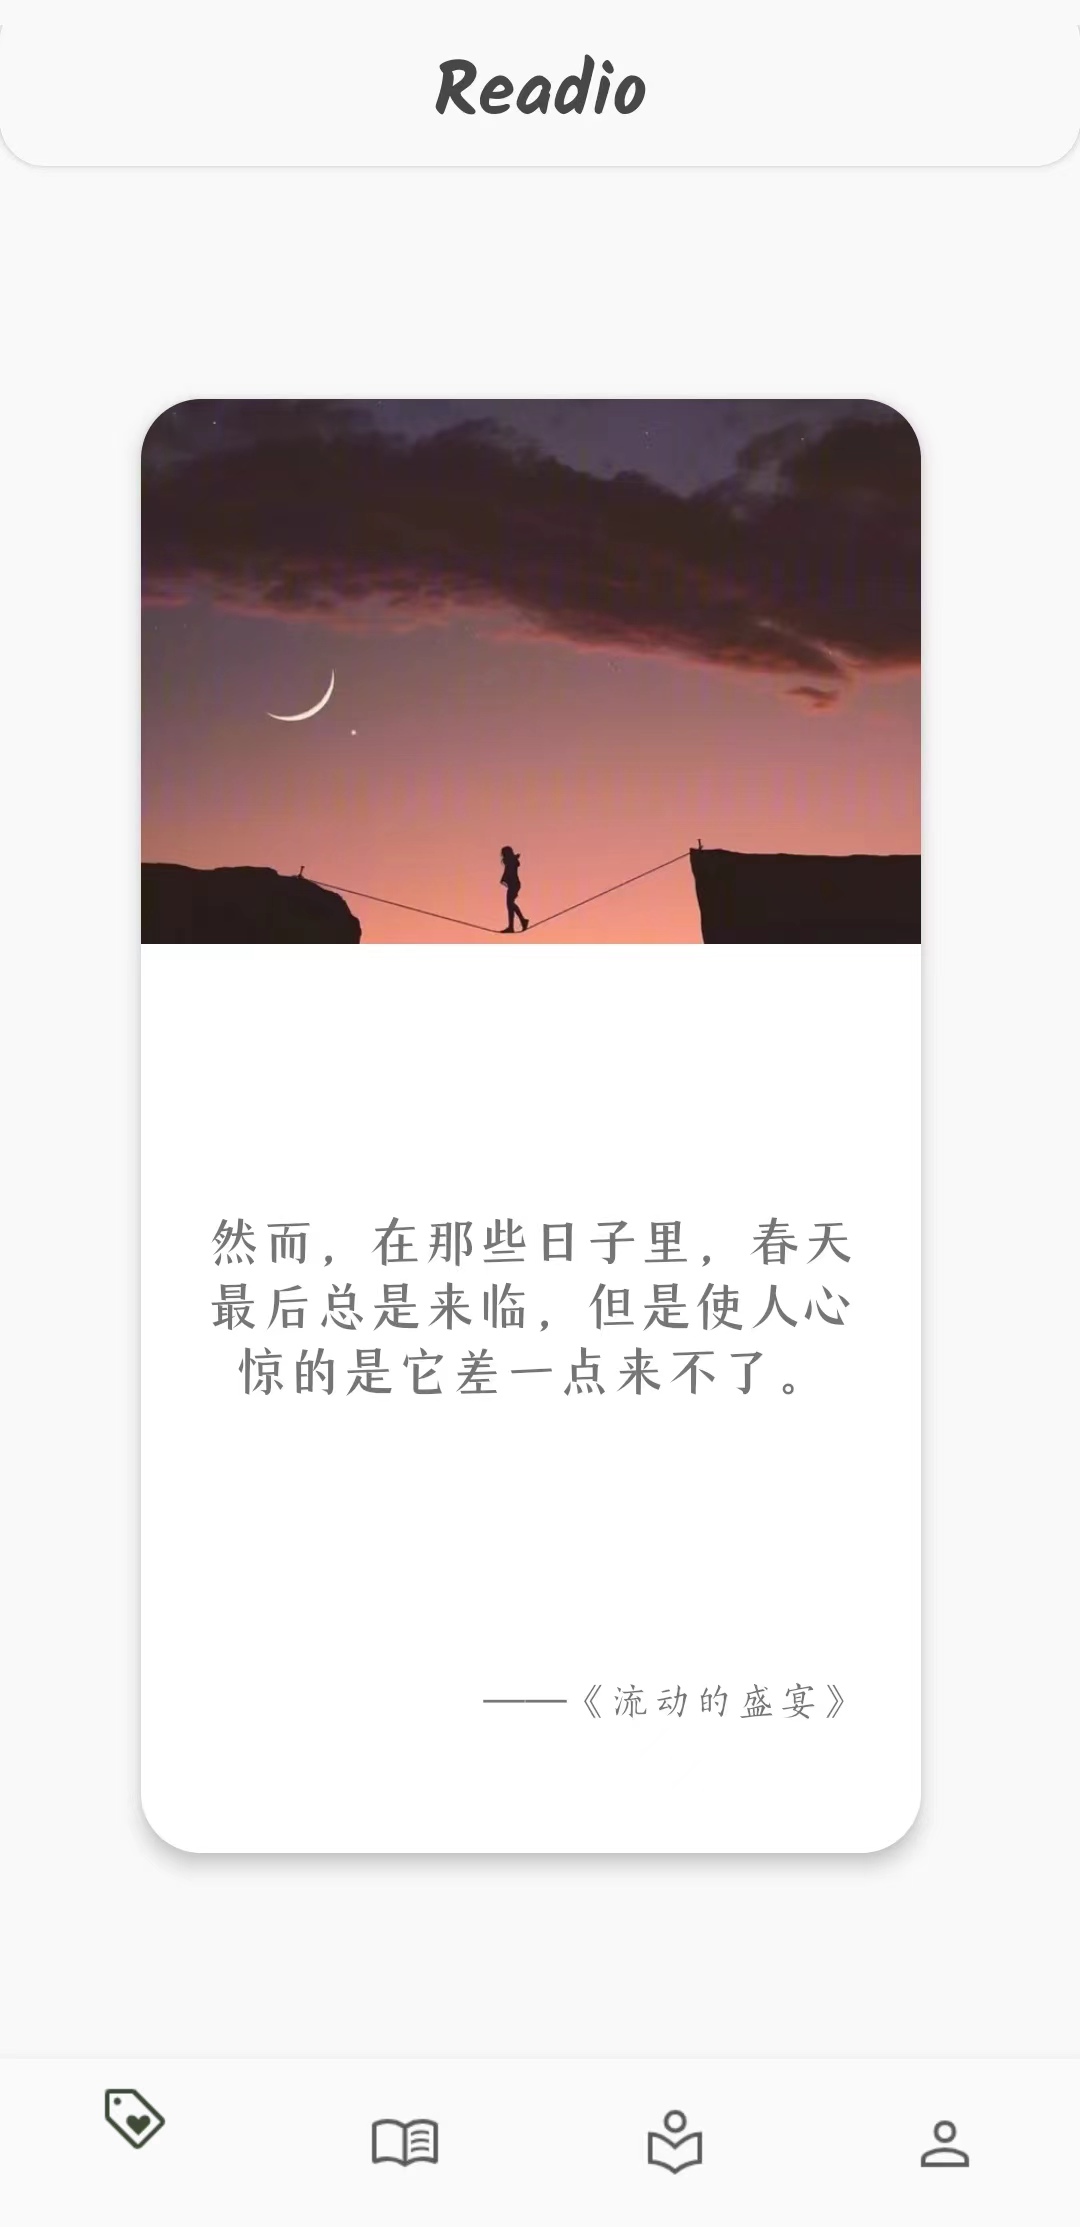 Readio
然而，在那些日子里，春天
最后总是来临，但是使人心
惊的是它差一点来不了。
——《流动的盛宴》